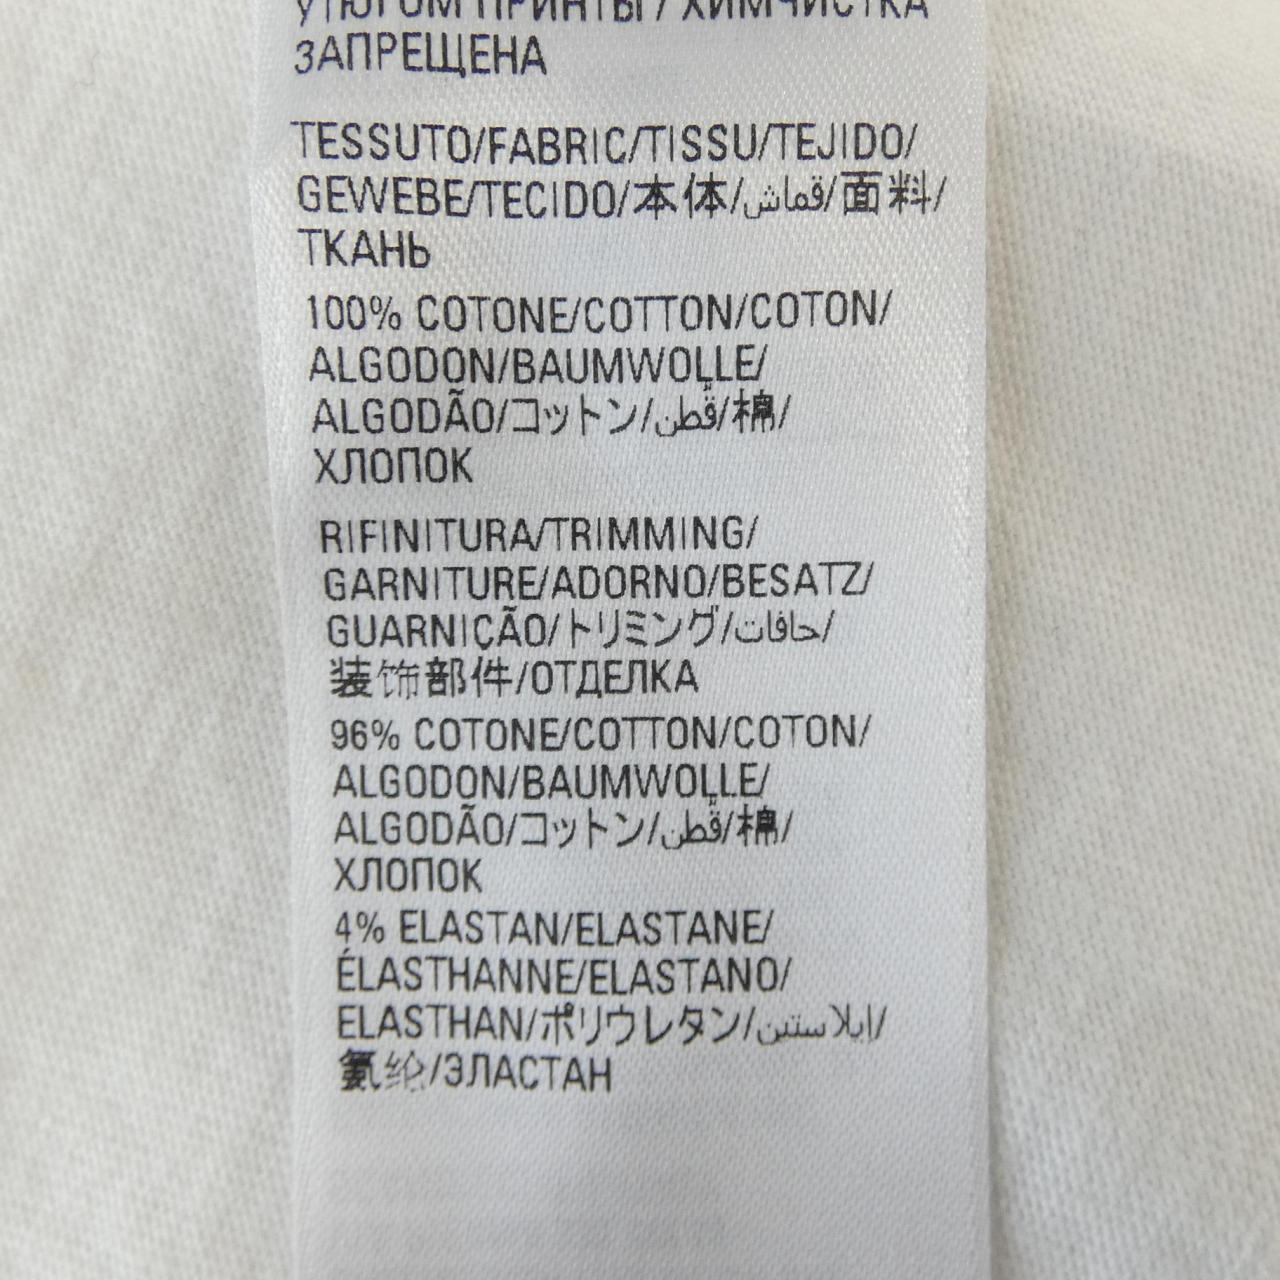 УТЮГОМ ПРИНТЫ / ХИМЧИСТКА
ЗАПРЕЩЕНА
TESSUTO/FABRIC/TISSU/TEJIDO/
GEWEBE/TECIDO/本体/قماش/面料/
ТКАНЬ
100% COTONE/COTTON/COTON/
ALGODON/BAUMWOLLE/
ALGODÃO/コットン/قطن/棉/
ХЛОПОК
RIFINITURA/TRIMMING/
GARNITURE/ADORNO/BESATZ/
GUARNIÇÃO/トリミング/حافات/
装饰部件/ОТДЕЛКА
96% COTONE/COTTON/COTON/
ALGODON/BAUMWOLLE/
ALGODÃO/コットン/قطن/棉/
ХЛОПОК
4% ELASTAN/ELASTANE/
ÉLASTHANNE/ELASTANO/
ELASTHAN/ポリウレタン/ايلاستين/
氨纶/ЭЛАСТАН